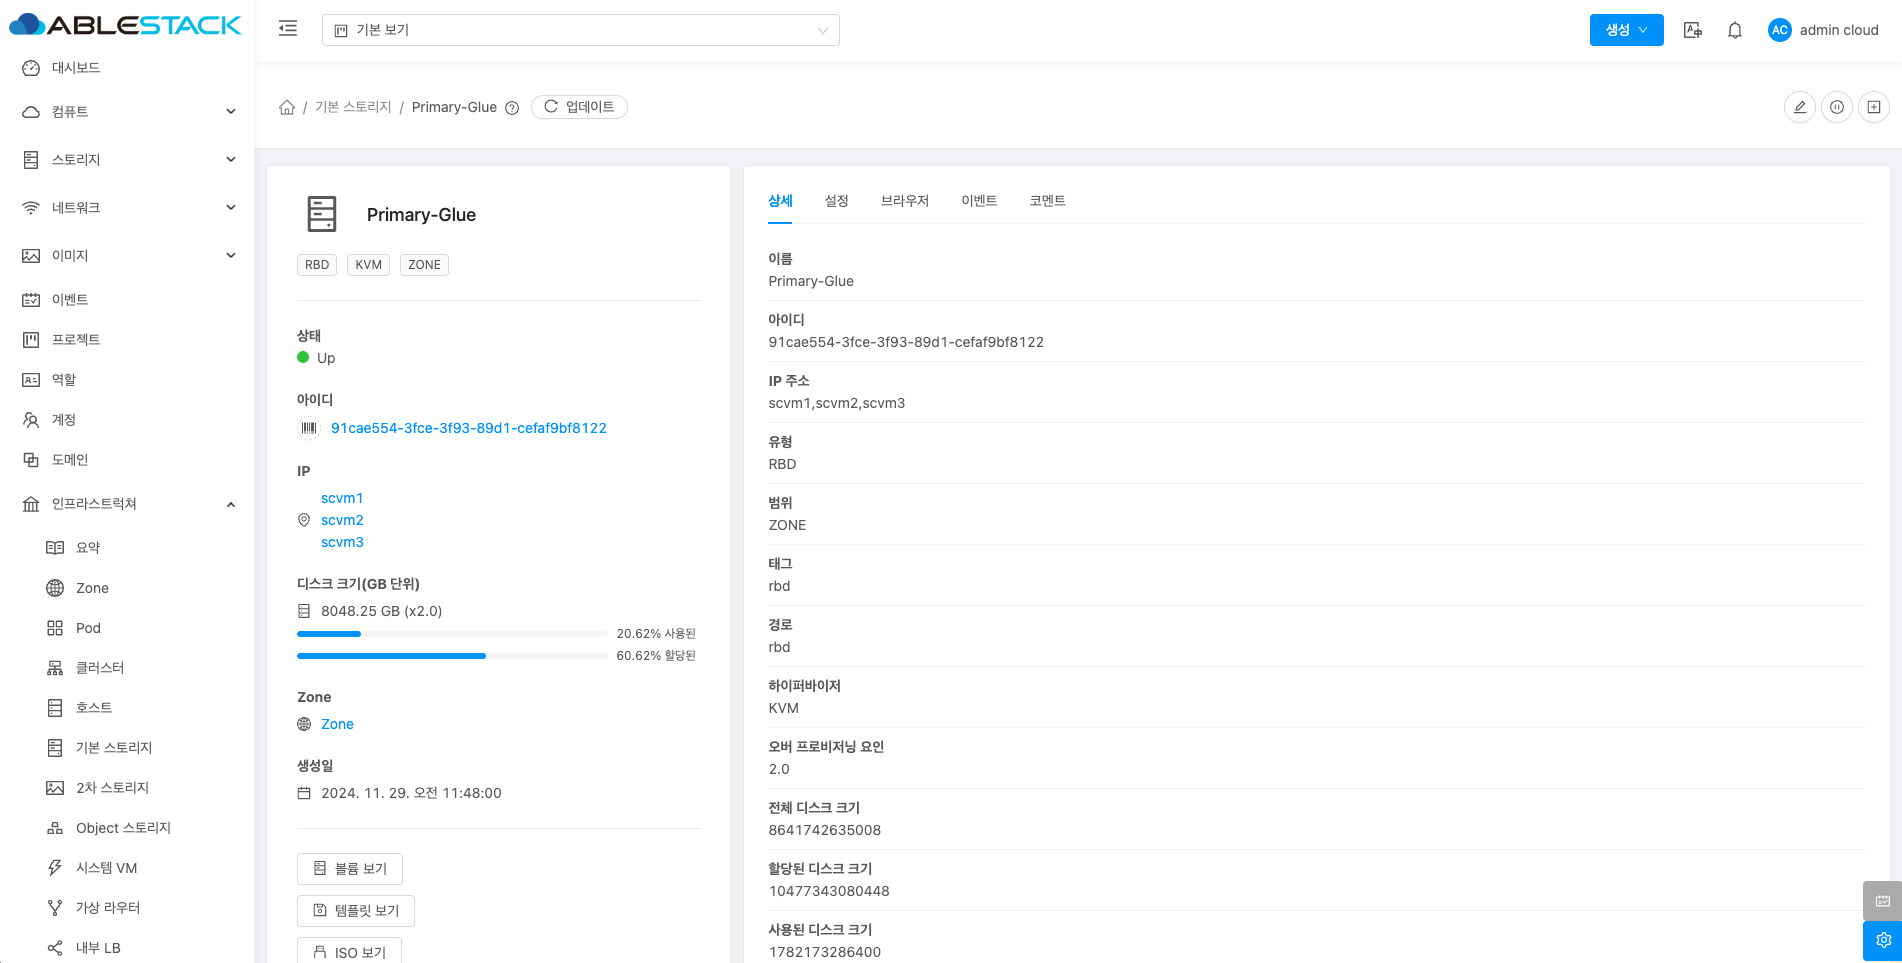 ABLESTACK
기본 보기
생성
AC
admin cloud
대시보드
컴퓨트
스토리지
네트워크
이미지
이벤트
프로젝트
역할
계정
도메인
인프라스트럭쳐
요약
Zone
Pod
클러스터
호스트
기본 스토리지
2차 스토리지
Object 스토리지
시스템 VM
가상 라우터
내부 LB
/ 기본 스토리지 / Primary-Glue
업데이트
Primary-Glue
RBD KVM ZONE
상태
Up
아이디
91cae554-3fce-3f93-89d1-cefaf9bf8122
IP
scvm1
scvm2
scvm3
디스크 크기(GB 단위)
8048.25 GB (x2.0)
20.62% 사용된
60.62% 할당된
Zone
Zone
생성일
2024. 11. 29. 오전 11:48:00
볼륨 보기
템플릿 보기
ISO 보기
상세 설정 브라우저 이벤트 코멘트
이름
Primary-Glue
아이디
91cae554-3fce-3f93-89d1-cefaf9bf8122
IP 주소
scvm1,scvm2,scvm3
유형
RBD
범위
ZONE
태그
rbd
경로
rbd
하이퍼바이저
KVM
오버 프로비저닝 요인
2.0
전체 디스크 크기
8641742635008
할당된 디스크 크기
10477343080448
사용된 디스크 크기
1782173286400